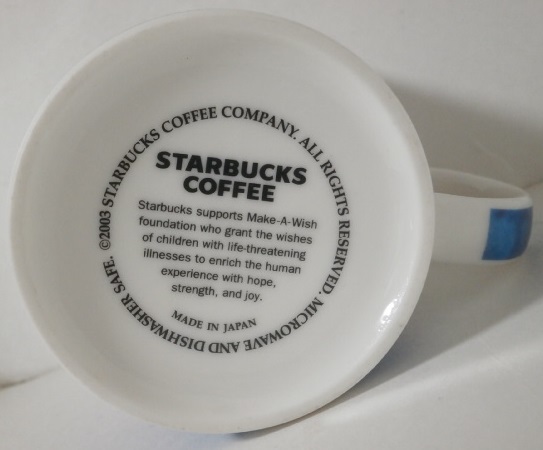 ©2003 STARBUCKS COFFEE COMPANY. ALL RIGHTS RESERVED. MICROWAVE AND DISHWASHER SAFE.
STARBUCKS
COFFEE
Starbucks supports Make-A-Wish
foundation who grant the wishes
of children with life-threatening
illnesses to enrich the human
experience with hope,
strength, and joy.
MADE IN JAPAN